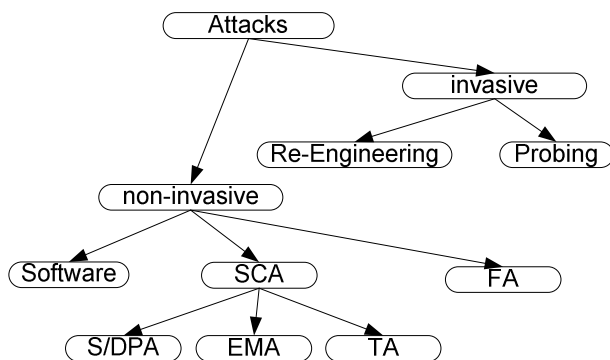 Attacks
invasive
Re-Engineering
Probing
non-invasive
Software
SCA
FA
S/DPA
EMA
TA